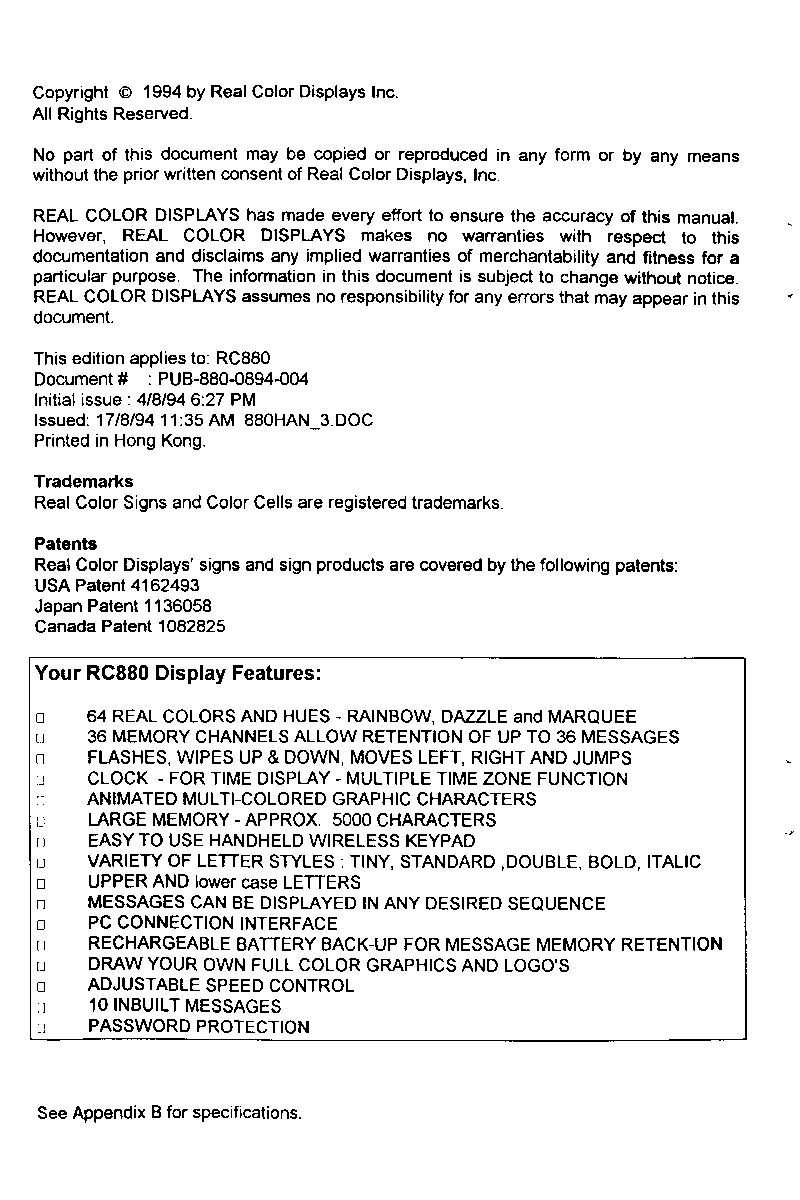 Copyright © 1994 by Real Color Displays Inc.
All Rights Reserved.
No part of this document may be copied or reproduced in any form or by any means
without the prior written consent of Real Color Displays, Inc.
REAL COLOR DISPLAYS has made every effort to ensure the accuracy of this manual.
However, REAL COLOR DISPLAYS makes no warranties with respect to this
documentation and disclaims any implied warranties of merchantability and fitness for a
particular purpose. The information in this document is subject to change without notice.
REAL COLOR DISPLAYS assumes no responsibility for any errors that may appear in this
document.
This edition applies to: RC880
Document # : PUB-880-0894-004
Initial issue : 4/8/94 6:27 PM
Issued: 17/8/94 11:35 AM 880HAN_3.DOC
Printed in Hong Kong.
Trademarks
Real Color Signs and Color Cells are registered trademarks.
Patents
Real Color Displays' signs and sign products are covered by the following patents:
USA Patent 4162493
Japan Patent 1136058
Canada Patent 1082825
Your RC880 Display Features:
64 REAL COLORS AND HUES - RAINBOW, DAZZLE and MARQUEE
36 MEMORY CHANNELS ALLOW RETENTION OF UP TO 36 MESSAGES
FLASHES, WIPES UP & DOWN, MOVES LEFT, RIGHT AND JUMPS
CLOCK - FOR TIME DISPLAY - MULTIPLE TIME ZONE FUNCTION
ANIMATED MULTI-COLORED GRAPHIC CHARACTERS
LARGE MEMORY - APPROX. 5000 CHARACTERS
EASY TO USE HANDHELD WIRELESS KEYPAD
VARIETY OF LETTER STYLES : TINY, STANDARD ,DOUBLE, BOLD, ITALIC
UPPER AND lower case LETTERS
MESSAGES CAN BE DISPLAYED IN ANY DESIRED SEQUENCE
PC CONNECTION INTERFACE
RECHARGEABLE BATTERY BACK-UP FOR MESSAGE MEMORY RETENTION
DRAW YOUR OWN FULL COLOR GRAPHICS AND LOGO'S
ADJUSTABLE SPEED CONTROL
10 INBUILT MESSAGES
PASSWORD PROTECTION
See Appendix B for specifications.